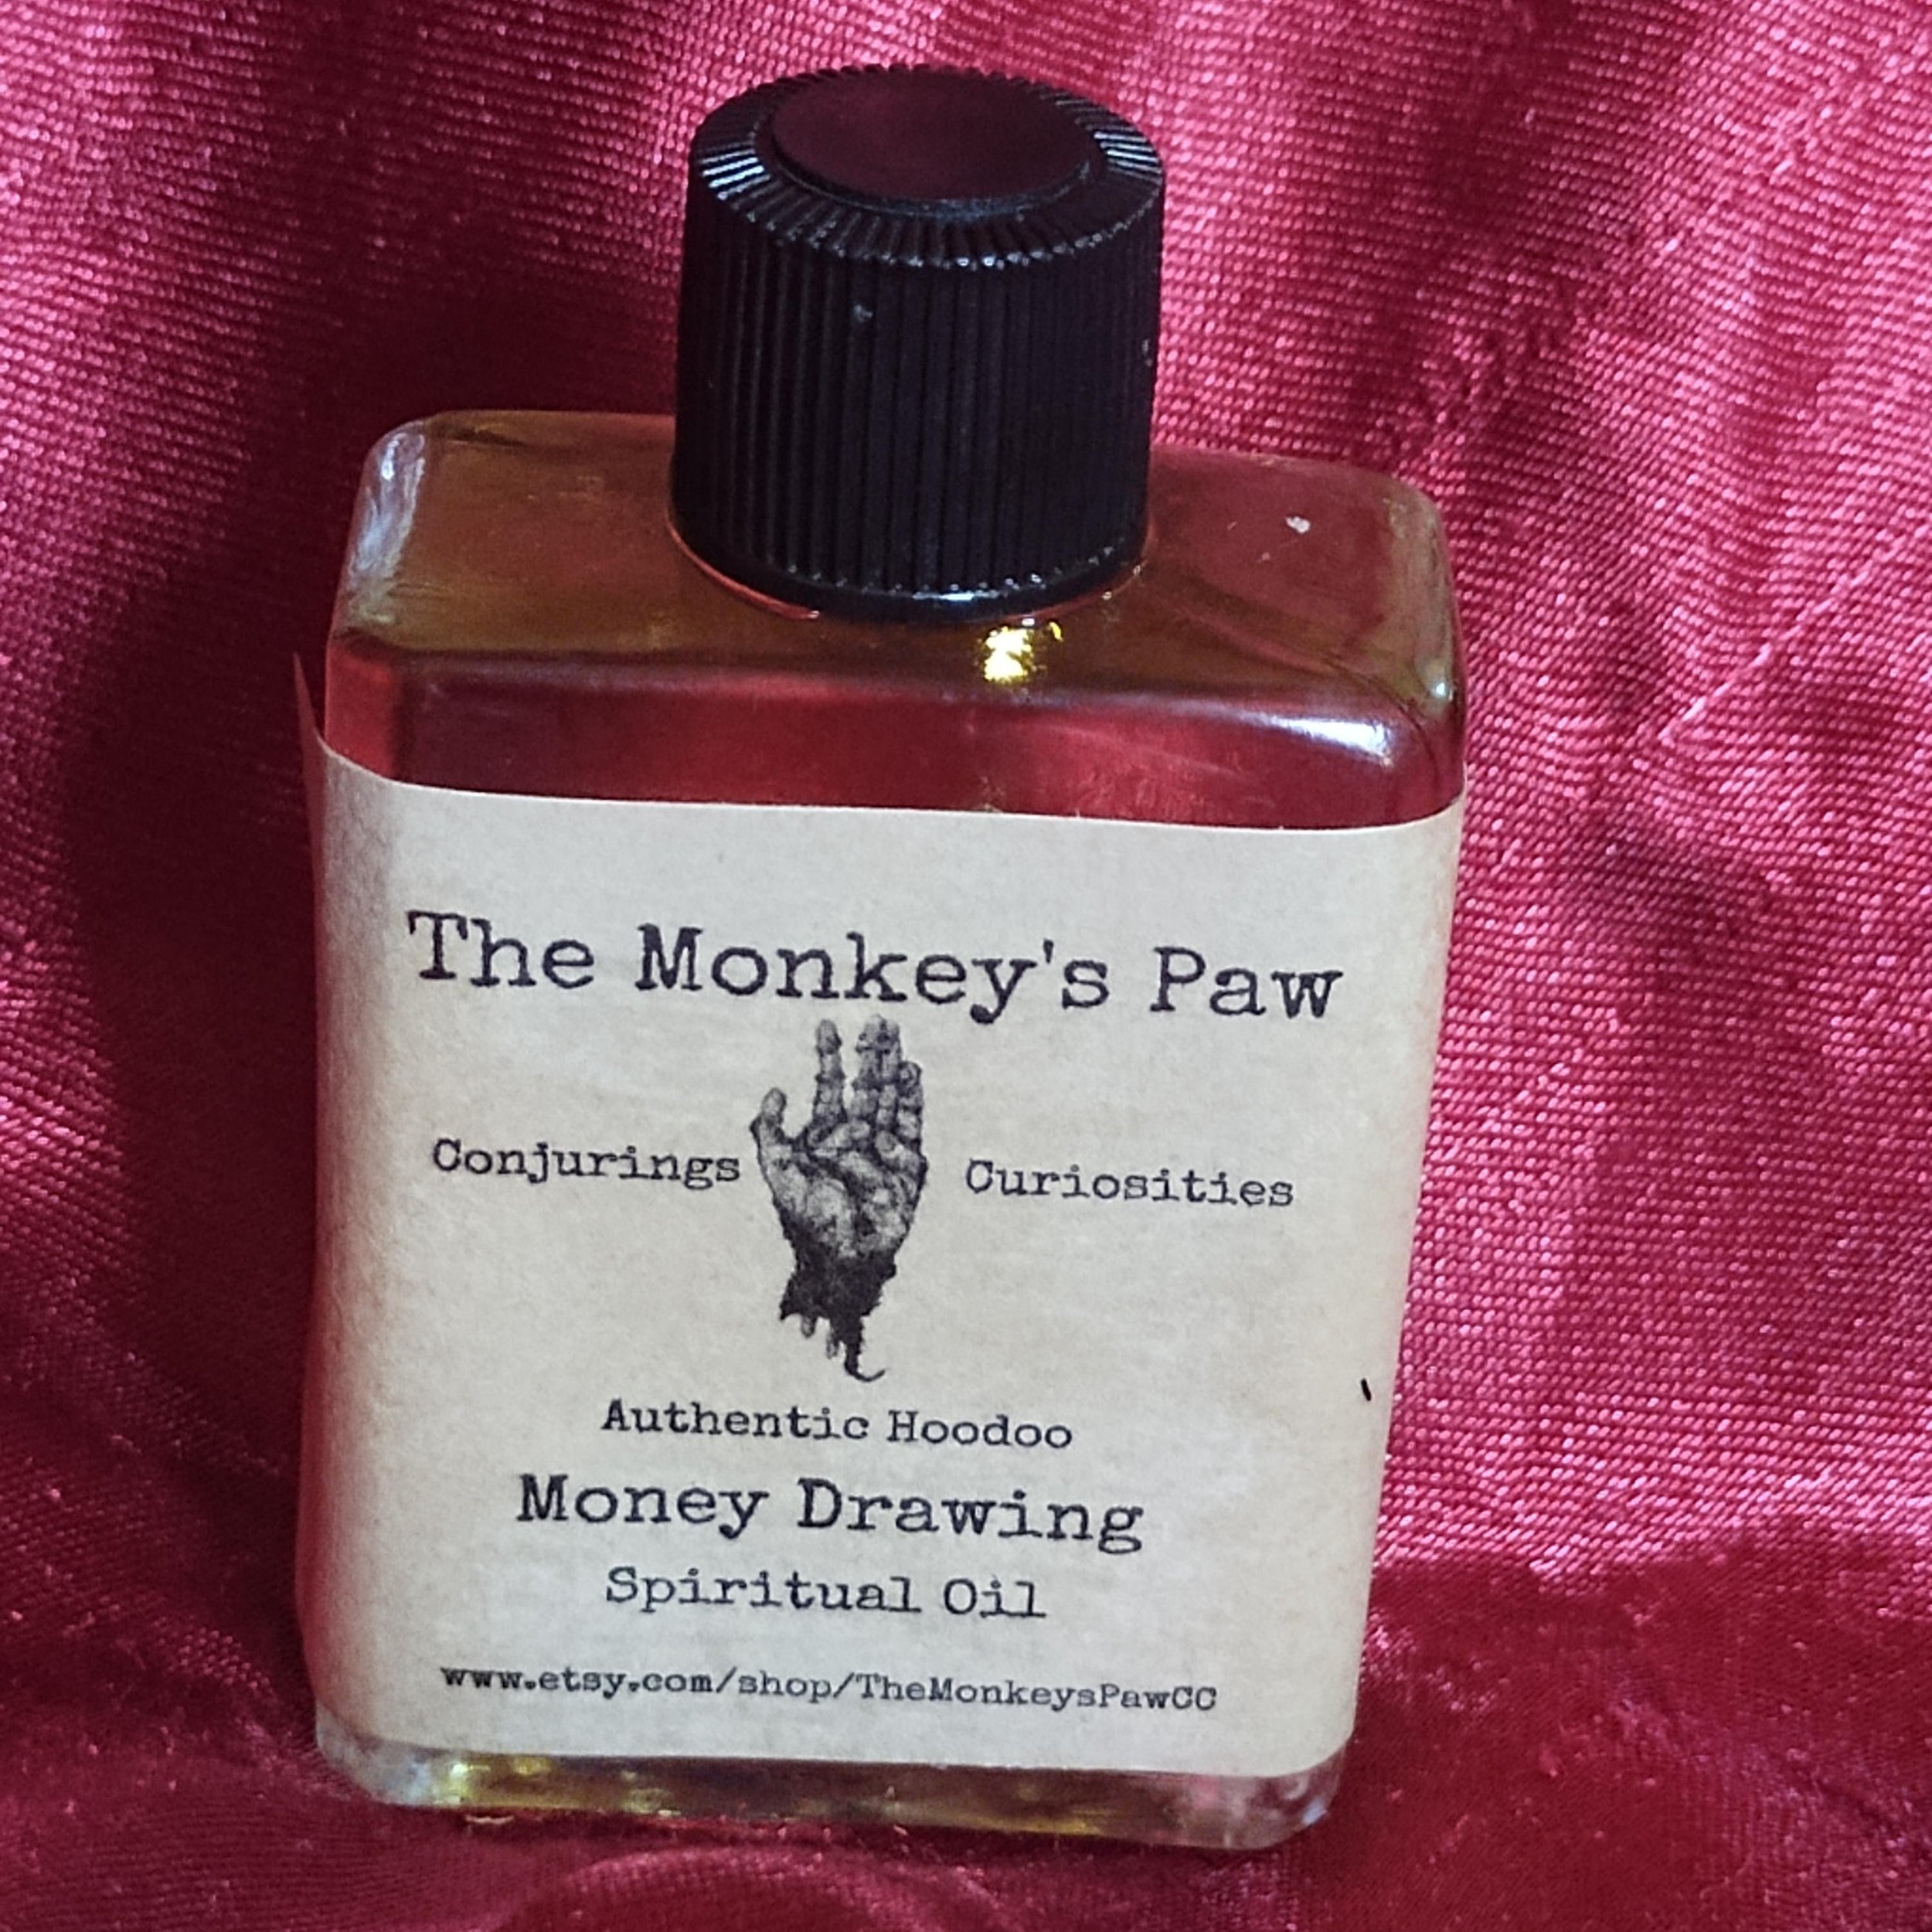 The Monkey's Paw
Conjurings Curiosities
Authentic Hoodoo
Money Drawing
Spiritual Oil
www.etsy.com/shop/TheMonkeysPawCC